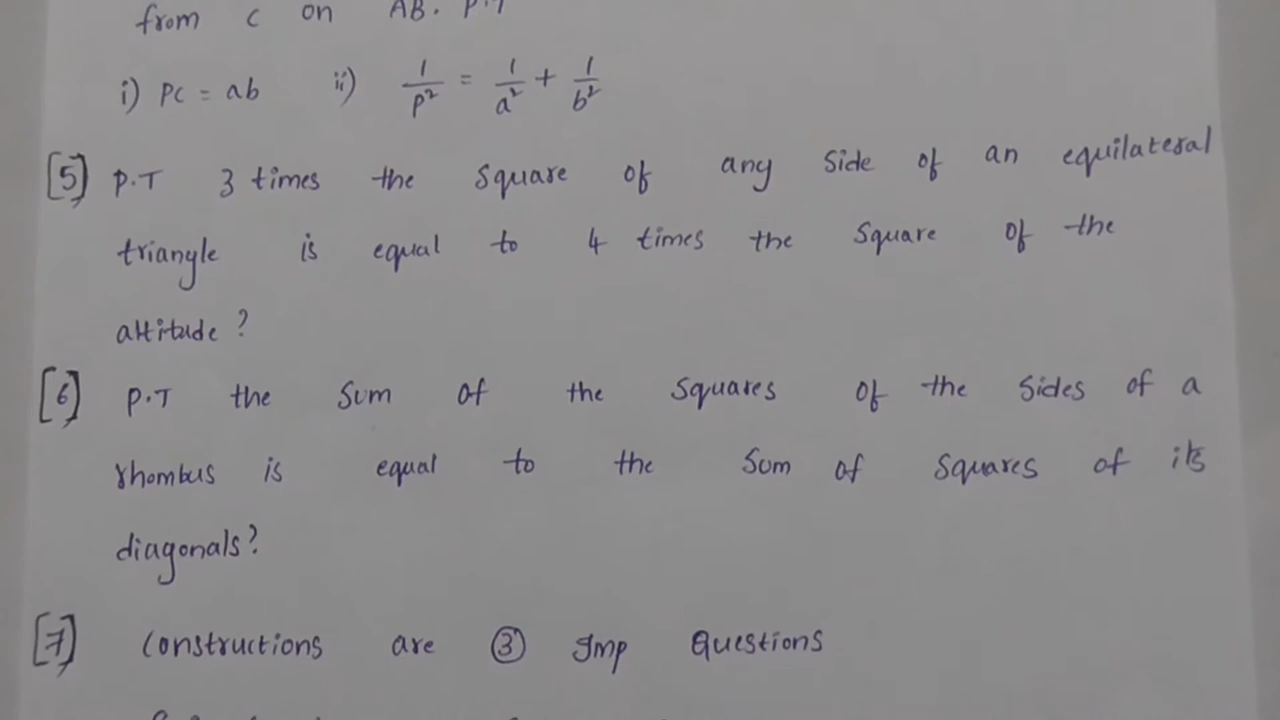 from c on AB. P.T
i) pc = ab ii) 1/p² = 1/a² + 1/b²
[5] P.T 3 times the square of any side of an equilateral
triangle is equal to 4 times the square of the
altitude?
[6] P.T the sum of the squares of the sides of a
rhombus is equal to the sum of squares of its
diagonals?
[7] Constructions are ③ Imp Questions